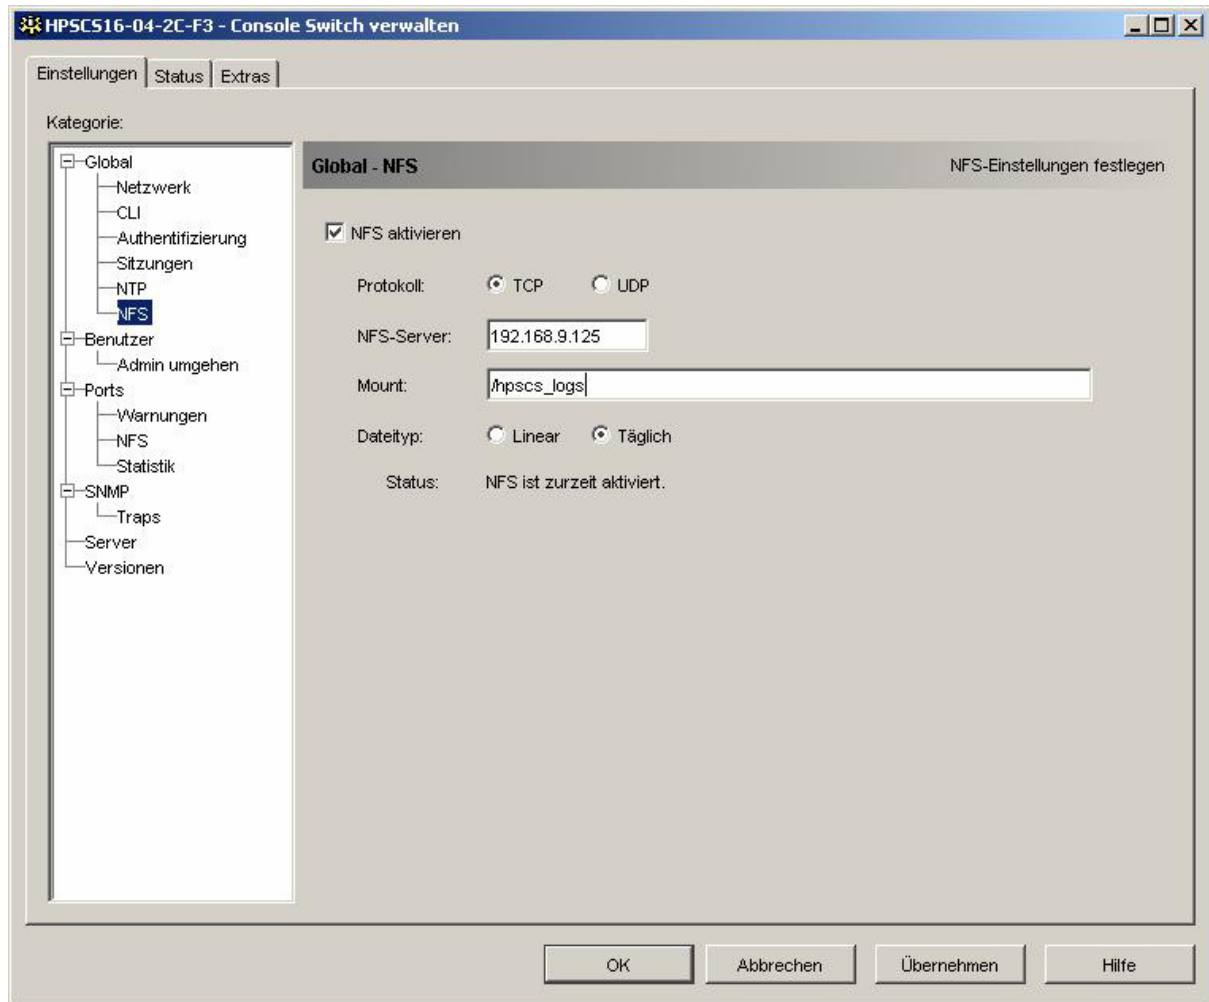 HPSCS16-04-2C-F3 - Console Switch verwalten
Einstellungen Status Extras
Kategorie:
Global
Netzwerk
CLI
Authentifizierung
Sitzungen
NTP
NFS
Benutzer
Admin umgehen
Ports
Warnungen
NFS
Statistik
SNMP
Traps
Server
Versionen
Global - NFS NFS-Einstellungen festlegen
NFS aktivieren
Protokoll: TCP UDP
NFS-Server: 192.168.9.125
Mount: /hpscs_logs
Dateityp: Linear Täglich
Status: NFS ist zurzeit aktiviert.
OK Abbrechen Übernehmen Hilfe